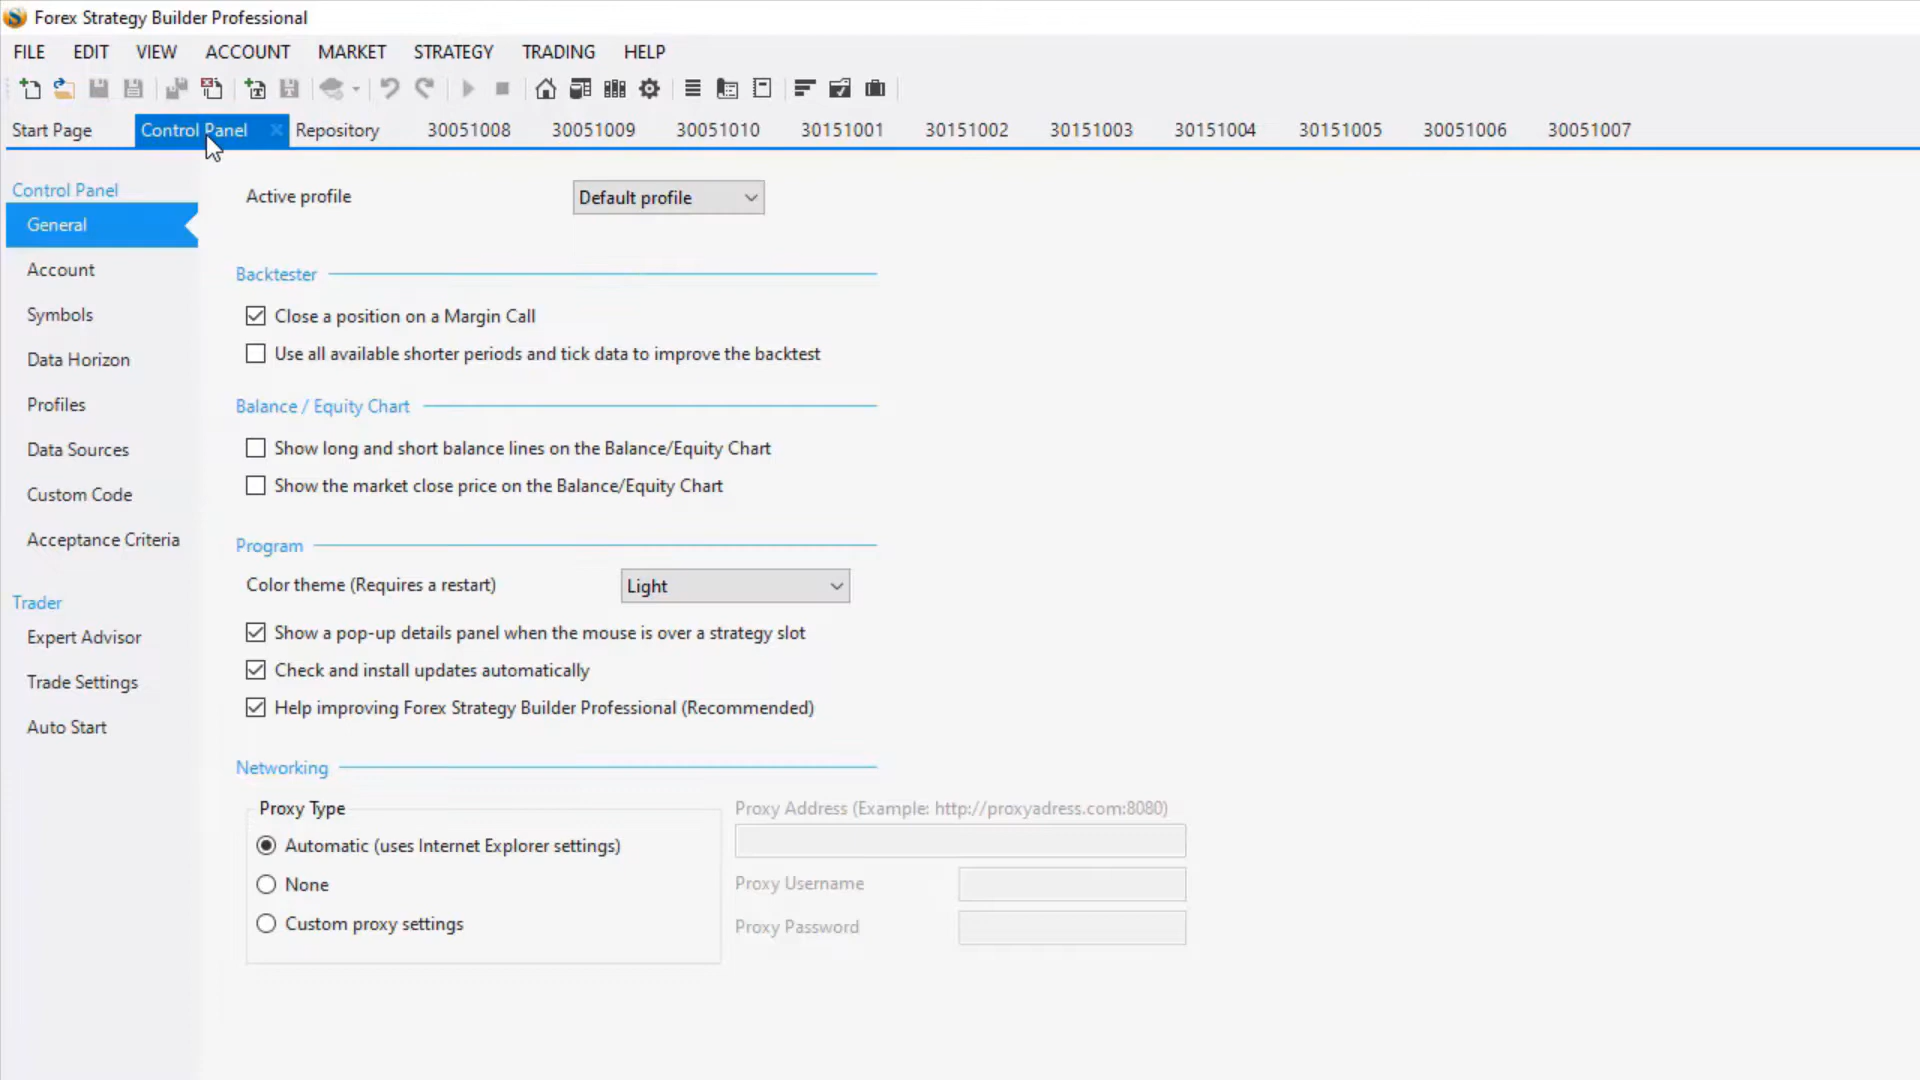 Forex Strategy Builder Professional
FILE EDIT VIEW ACCOUNT MARKET STRATEGY TRADING HELP
Start Page Control Panel Repository 30051008 30051009 30051010 30151001 30151002 30151003 30151004 30151005 30051006 30051007
Control Panel
General
Account
Symbols
Data Horizon
Profiles
Data Sources
Custom Code
Acceptance Criteria
Trader
Expert Advisor
Trade Settings
Auto Start
Active profile Default profile
Backtester
Close a position on a Margin Call
Use all available shorter periods and tick data to improve the backtest
Balance / Equity Chart
Show long and short balance lines on the Balance/Equity Chart
Show the market close price on the Balance/Equity Chart
Program
Color theme (Requires a restart) Light
Show a pop-up details panel when the mouse is over a strategy slot
Check and install updates automatically
Help improving Forex Strategy Builder Professional (Recommended)
Networking
Proxy Type
Automatic (uses Internet Explorer settings)
None
Custom proxy settings
Proxy Address (Example: http://proxyadress.com:8080)
Proxy Username
Proxy Password